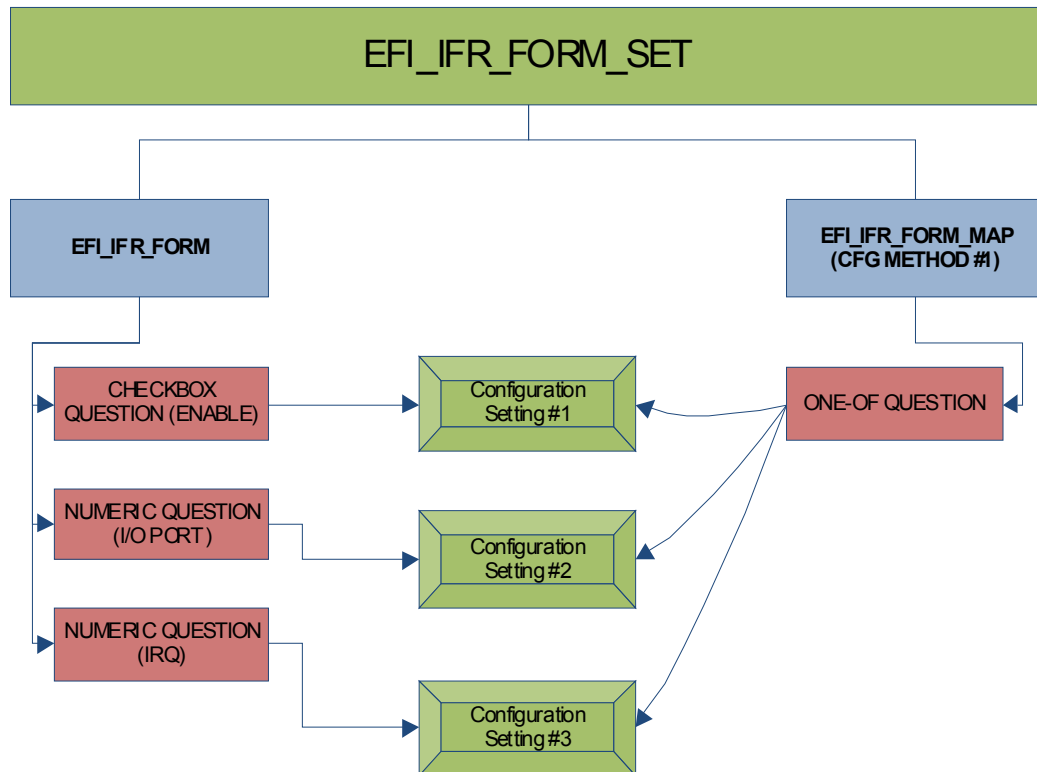 EFI_IFR_FORM_SET
EFI_IFR_FORM
EFI_IFR_FORM_MAP
(CFG METHOD #1)
CHECKBOX
QUESTION (ENABLE)
Configuration
Setting #1
ONE-OF QUESTION
NUMERIC QUESTION
(I/O PORT)
Configuration
Setting #2
NUMERIC QUESTION
(IRQ)
Configuration
Setting #3